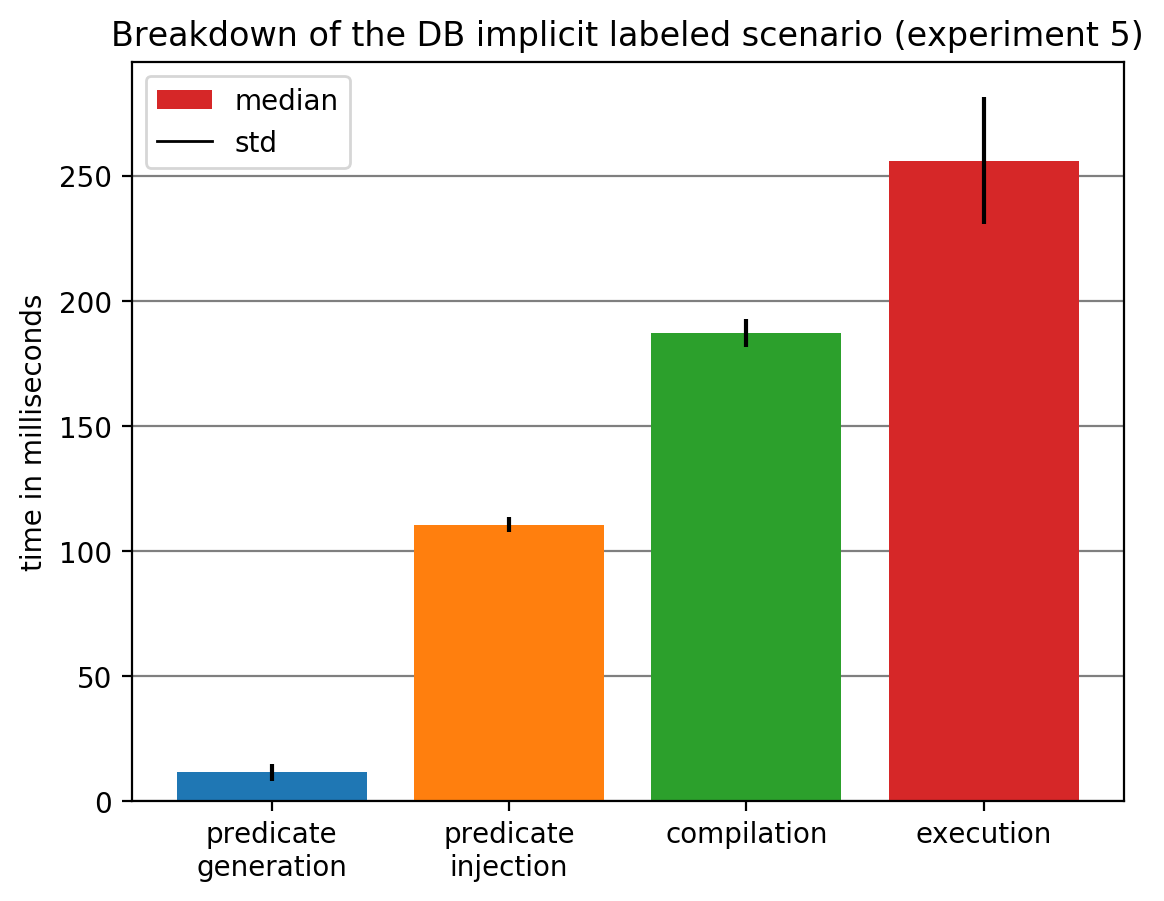 Breakdown of the DB implicit labeled scenario (experiment 5)
median
std
time in milliseconds
250
200
150
100
50
0
predicate
generation
predicate
injection
compilation
execution